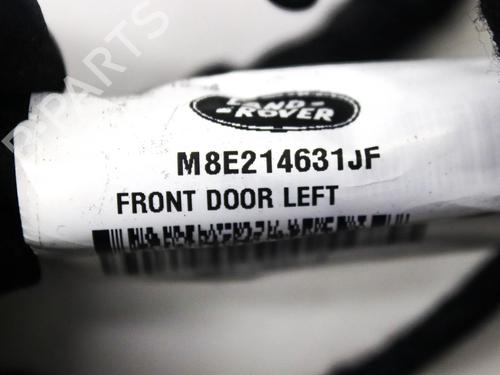 LAND-
-ROVER
M8E214631JF
FRONT DOOR LEFT